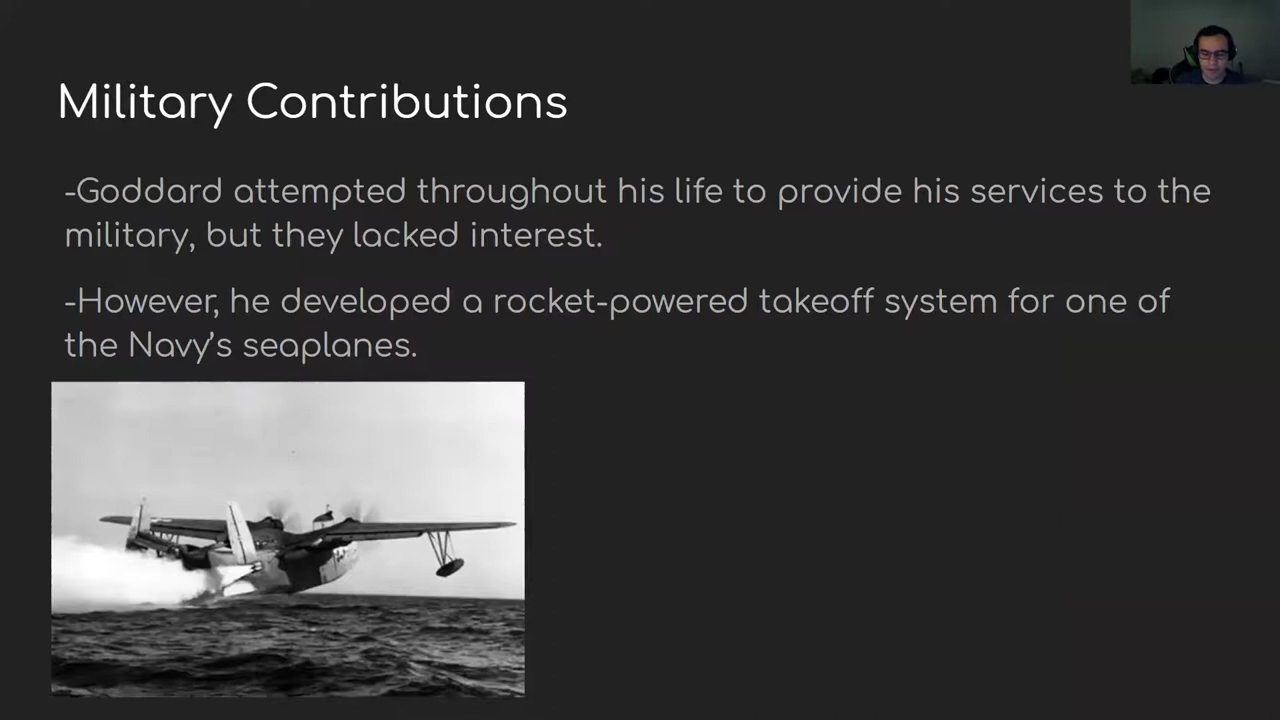 Military Contributions
-Goddard attempted throughout his life to provide his services to the
military, but they lacked interest.
-However, he developed a rocket-powered takeoff system for one of
the Navy's seaplanes.